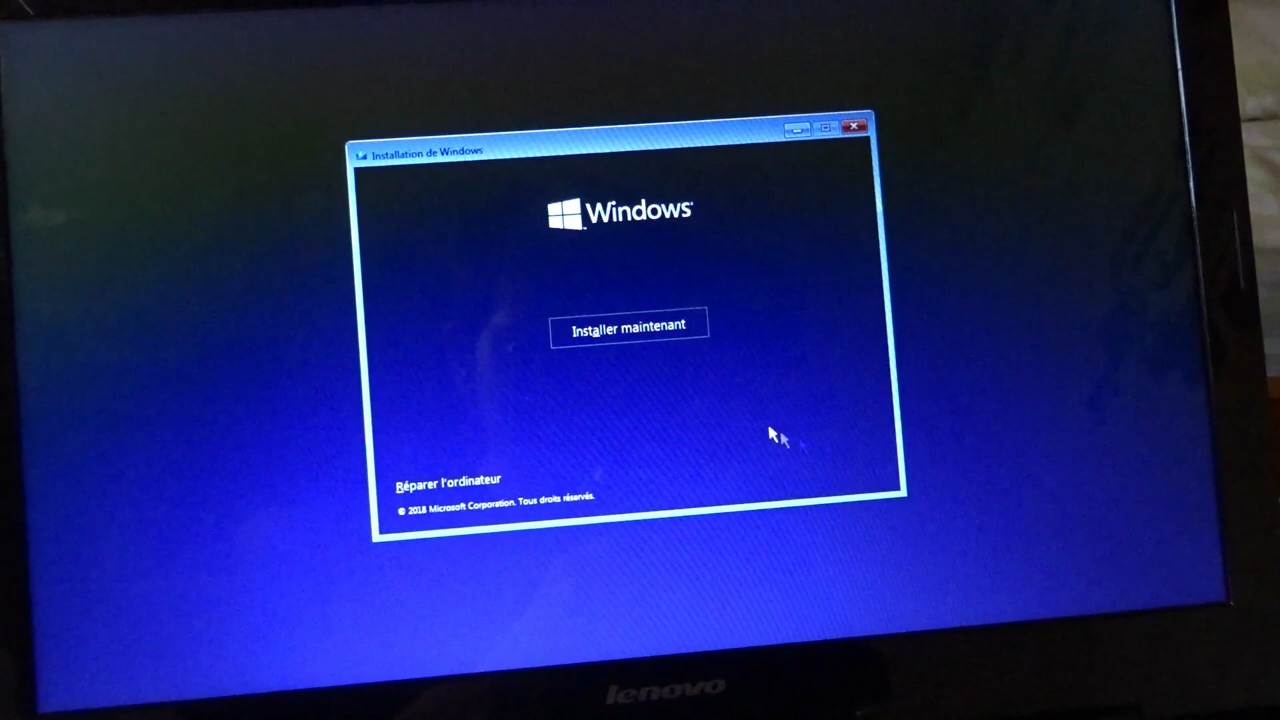 Installation de Windows
Windows
Installer maintenant
Réparer l'ordinateur
© 2018 Microsoft Corporation. Tous droits réservés.
lenovo